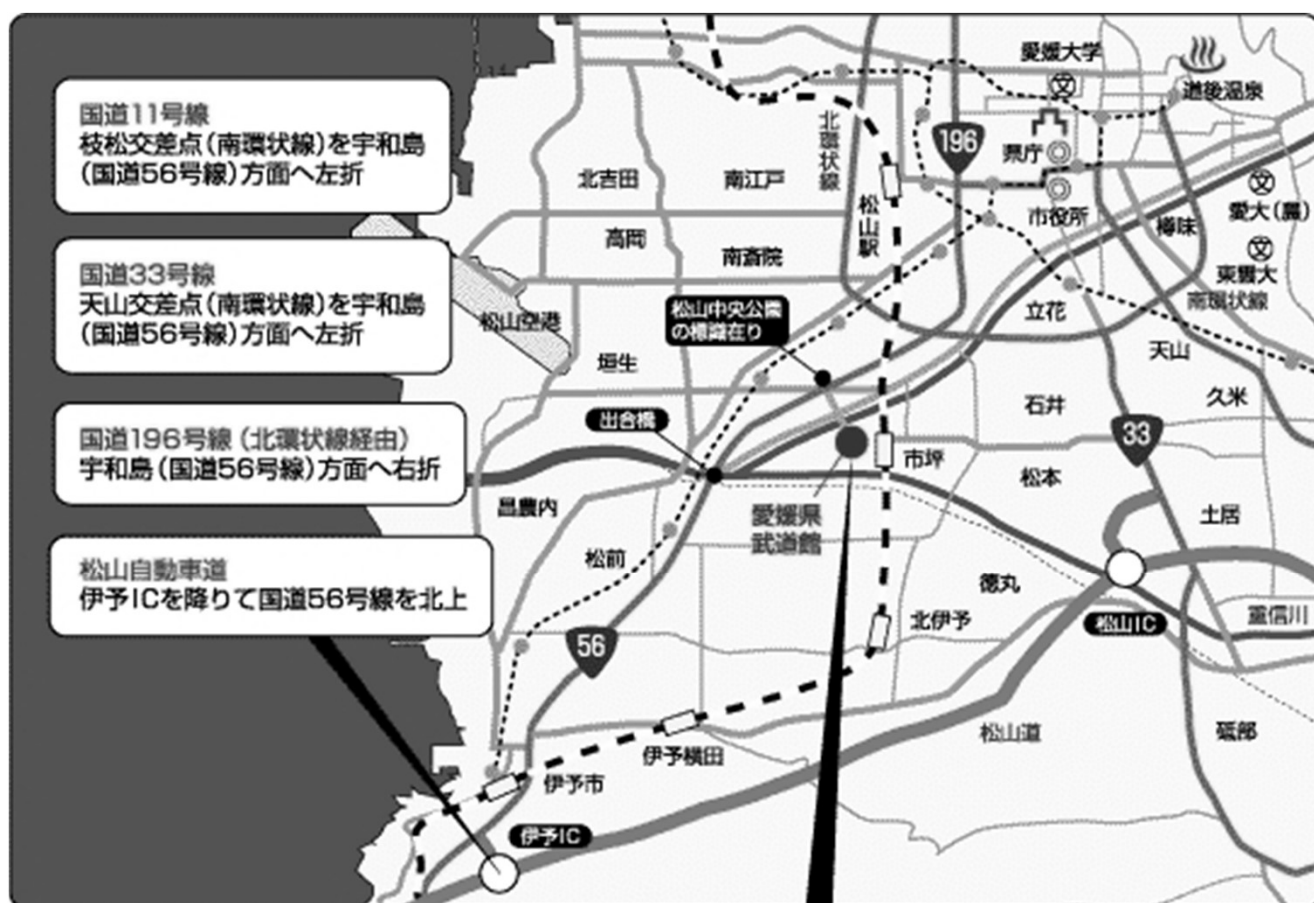 国道11号線
枝松交差点(南環状線)を宇和島
(国道56号線)方面へ左折
国道33号線
天山交差点(南環状線)を宇和島
(国道56号線)方面へ左折
国道196号線(北環状線経由)
宇和島(国道56号線)方面へ右折
松山自動車道
伊予ICを降りて国道56号線を北上
愛媛大学
道後温泉
196
県庁
北環状線
北吉田
南江戸
松山駅
市役所
愛大(農)
樽味
高岡
南斎院
東雲大
南環状線
松山空港
松山中央公園
の標識在り
立花
天山
垣生
久米
石井
出合橋
33
市坪
松本
昌農内
愛媛県
武道館
土居
松前
徳丸
北伊予
松山IC
重信川
56
松山道
砥部
伊予横田
伊予市
伊予IC
文
文
文